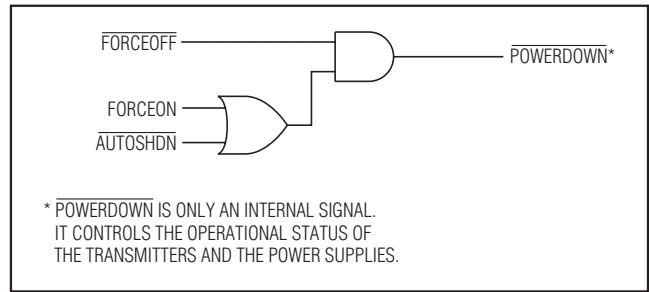 FORCEOFF
POWERDOWN*
FORCEON
AUTOSHDN
* POWERDOWN IS ONLY AN INTERNAL SIGNAL.
IT CONTROLS THE OPERATIONAL STATUS OF
THE TRANSMITTERS AND THE POWER SUPPLIES.